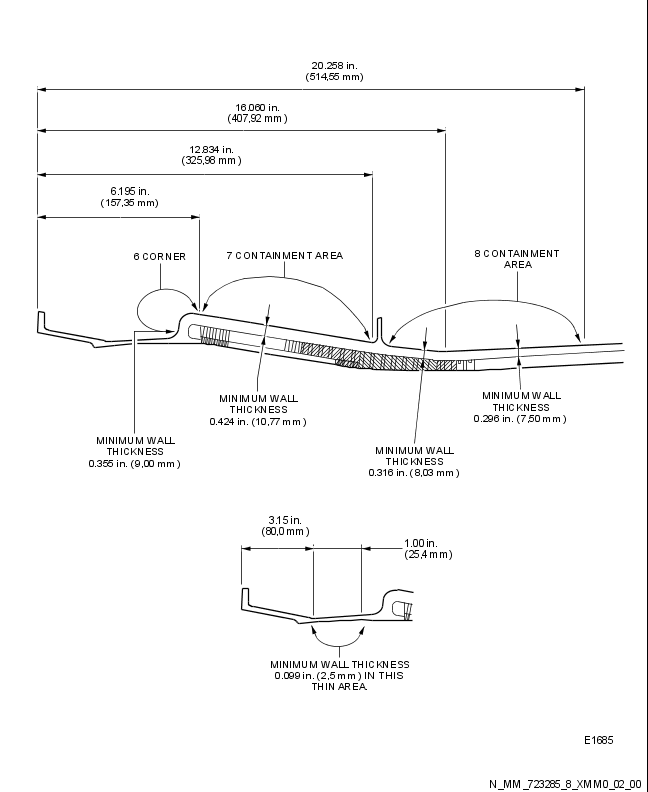 20.258 in.
(514,55 mm)
16.060 in.
(407,92 mm)
12.834 in.
(325,98 mm)
6.195 in.
(157,35 mm)
6 CORNER
7 CONTAINMENT AREA
8 CONTAINMENT
AREA
MINIMUM WALL
THICKNESS
0.424 in. (10,77 mm)
MINIMUM WALL
THICKNESS
0.296 in. (7,50 mm)
MINIMUM WALL
THICKNESS
0.355 in. (9,00 mm)
MINIMUM WALL
THICKNESS
0.316 in. (8,03 mm)
3.15 in.
(80,0 mm)
1.00 in.
(25,4 mm)
MINIMUM WALL THICKNESS
0.099 in. (2,5 mm) IN THIS
THIN AREA.
E1685
N_MM_723285_8_XMM0_02_00